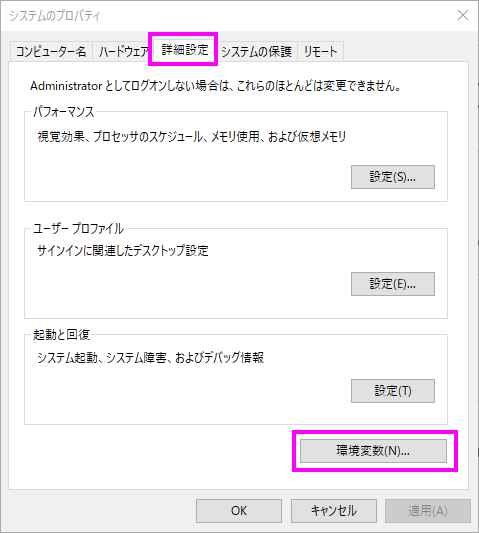 システムのプロパティ
コンピューター名 ハードウェア 詳細設定 システムの保護 リモート
Administrator としてログオンしない場合は、これらのほとんどは変更できません。
パフォーマンス
視覚効果、プロセッサのスケジュール、メモリ使用、および仮想メモリ
設定(S)...
ユーザー プロファイル
サインインに関連したデスクトップ設定
設定(E)...
起動と回復
システム起動、システム障害、およびデバッグ情報
設定(T)
環境変数(N)...
OK キャンセル 適用(A)